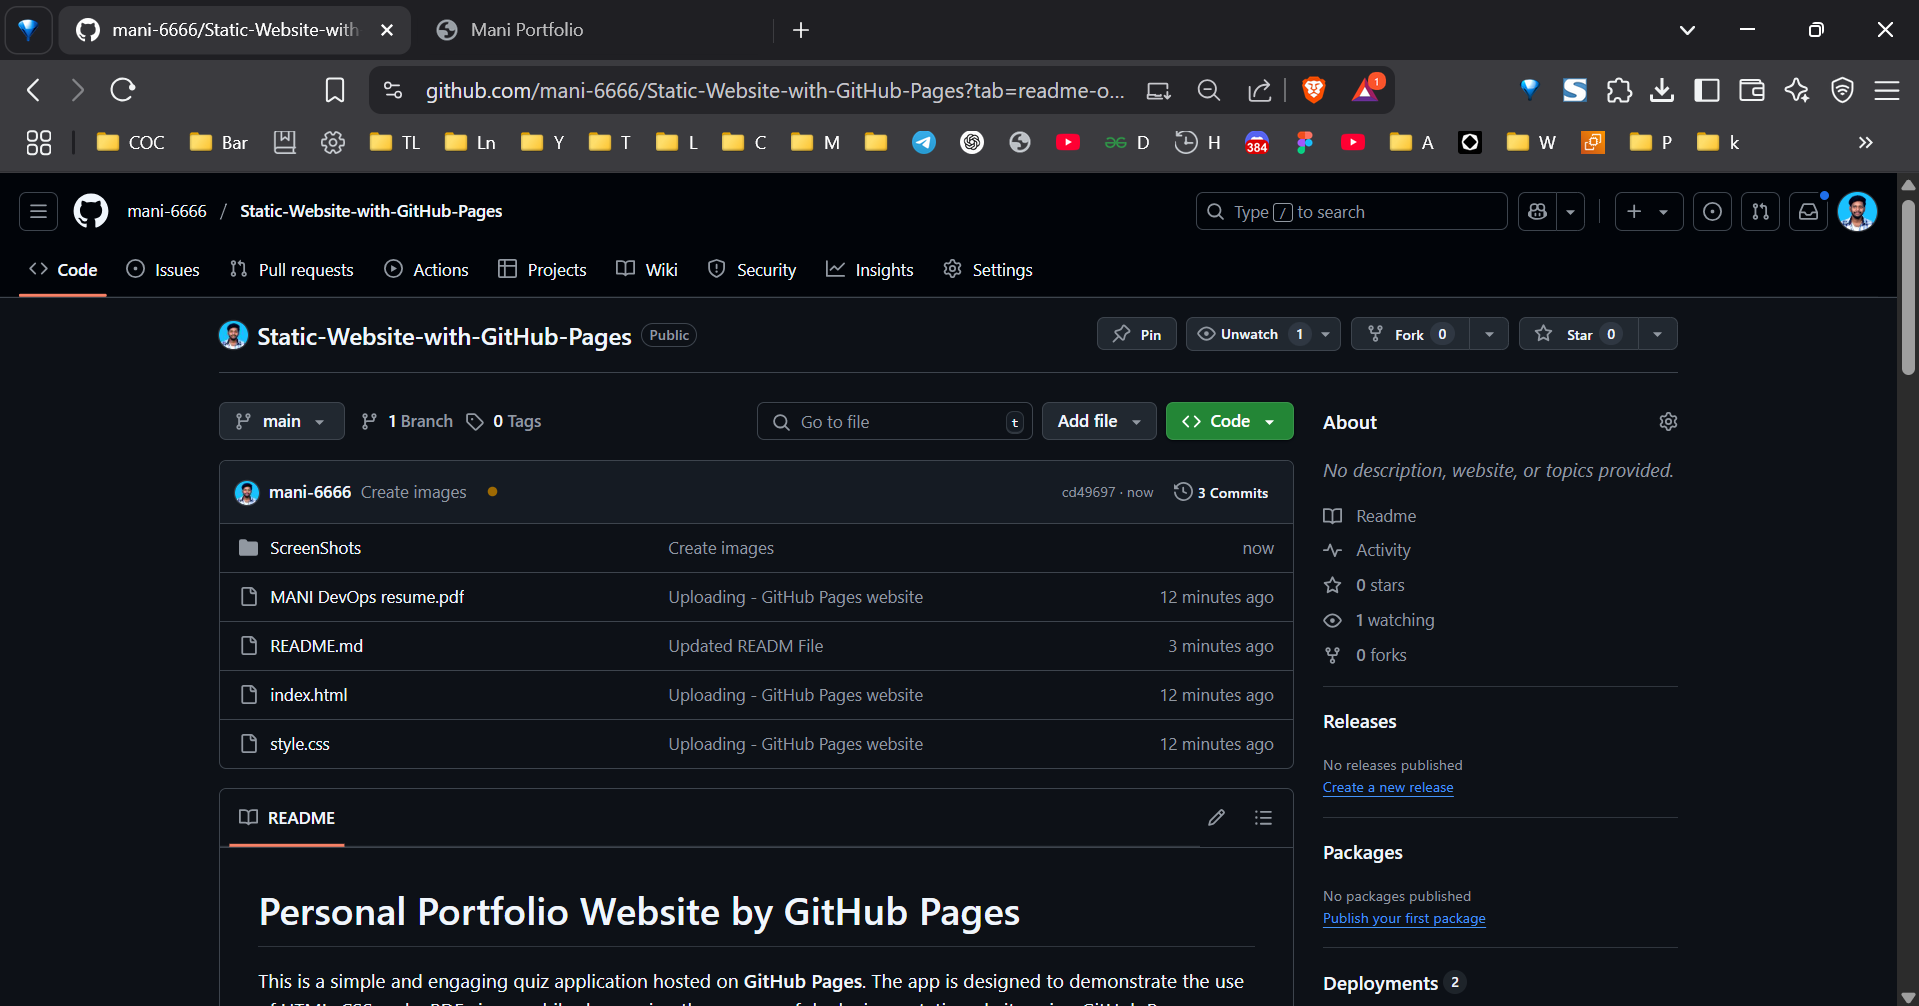 mani-6666/Static-Website-with
Mani Portfolio
github.com/mani-6666/Static-Website-with-GitHub-Pages?tab=readme-o...
1
COC Bar TL Ln Y T L C M D H 384 A W P k
mani-6666 / Static-Website-with-GitHub-Pages
Type / to search
Code Issues Pull requests Actions Projects Wiki Security Insights Settings
Static-Website-with-GitHub-Pages Public
Pin Unwatch 1 Fork 0 Star 0
main 1 Branch 0 Tags Go to file t Add file Code
mani-6666 Create images cd49697 · now 3 Commits
ScreenShots Create images now
MANI DevOps resume.pdf Uploading - GitHub Pages website 12 minutes ago
README.md Updated READM File 3 minutes ago
index.html Uploading - GitHub Pages website 12 minutes ago
style.css Uploading - GitHub Pages website 12 minutes ago
README
Personal Portfolio Website by GitHub Pages
This is a simple and engaging quiz application hosted on GitHub Pages. The app is designed to demonstrate the use
About
No description, website, or topics provided.
Readme
Activity
0 stars
1 watching
0 forks
Releases
No releases published
Create a new release
Packages
No packages published
Publish your first package
Deployments 2